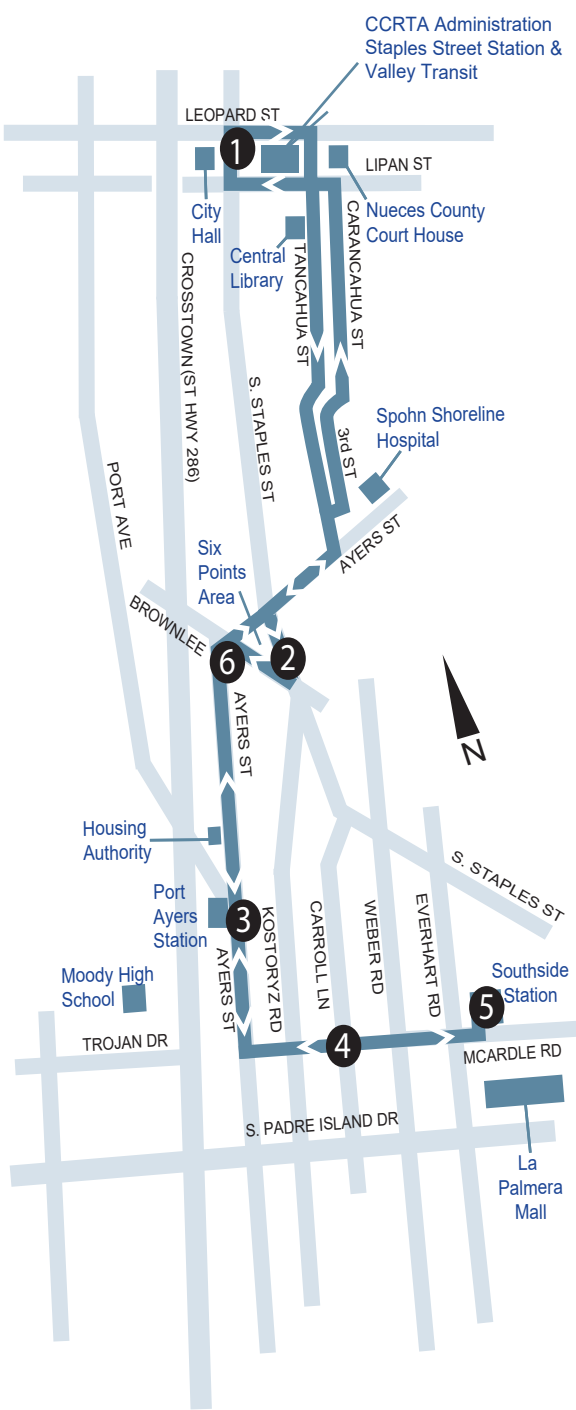 CCRTA Administration
Staples Street Station &
Valley Transit
LEOPARD ST
1
LIPAN ST
City
Hall
Nueces County
Court House
Central
Library
TANCAHUA ST
CARANCAHUA ST
CROSSTOWN (ST HWY 286)
S. STAPLES ST
Spohn Shoreline
Hospital
3rd ST
PORT AVE
AYERS ST
Six
Points
Area
BROWNLEE
6
2
AYERS ST
N
Housing
Authority
S. STAPLES ST
Port
Ayers
Station
3
KOSTORYZ RD
CARROLL LN
WEBER RD
EVERHART RD
AYERS ST
Moody High
School
Southside
Station
5
TROJAN DR
4
MCARDLE RD
S. PADRE ISLAND DR
La
Palmera
Mall